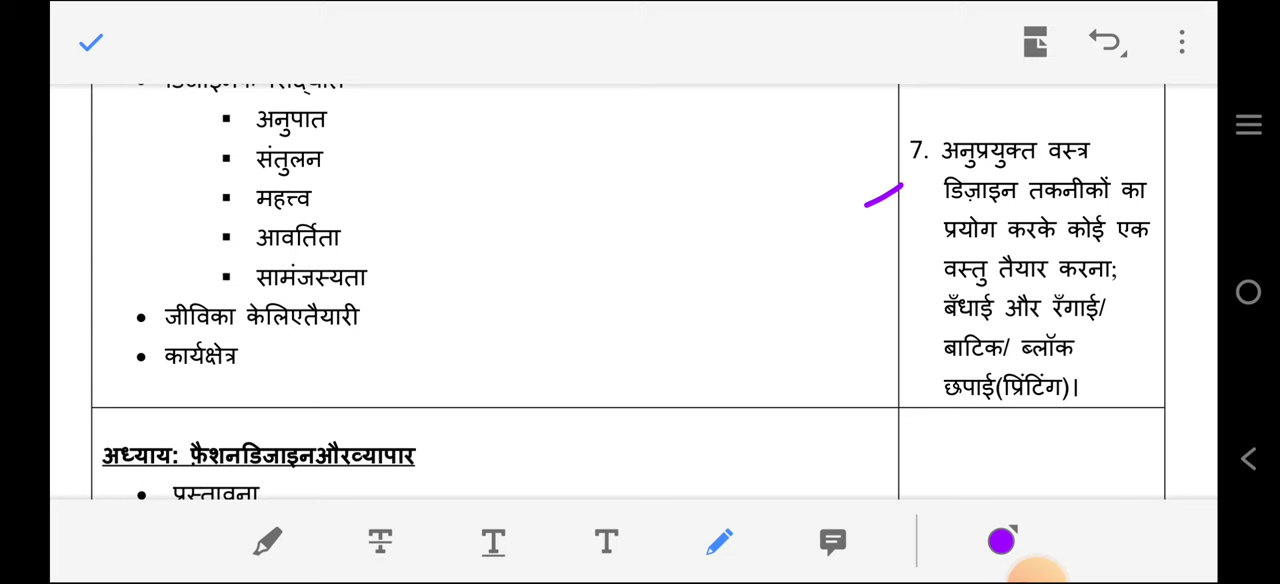 अनुपात
संतुलन
महत्त्व
आवर्तिता
सामंजस्यता
जीविका केलिएतैयारी
कार्यक्षेत्र
7. अनुप्रयुक्त वस्त्र
डिज़ाइन तकनीकों का
प्रयोग करके कोई एक
वस्तु तैयार करना;
बँधाई और रँगाई/
बाटिक/ ब्लॉक
छपाई(प्रिंटिंग)।
अध्याय: फ़ैशनडिजाइनऔरव्यापार
प्रस्तावना